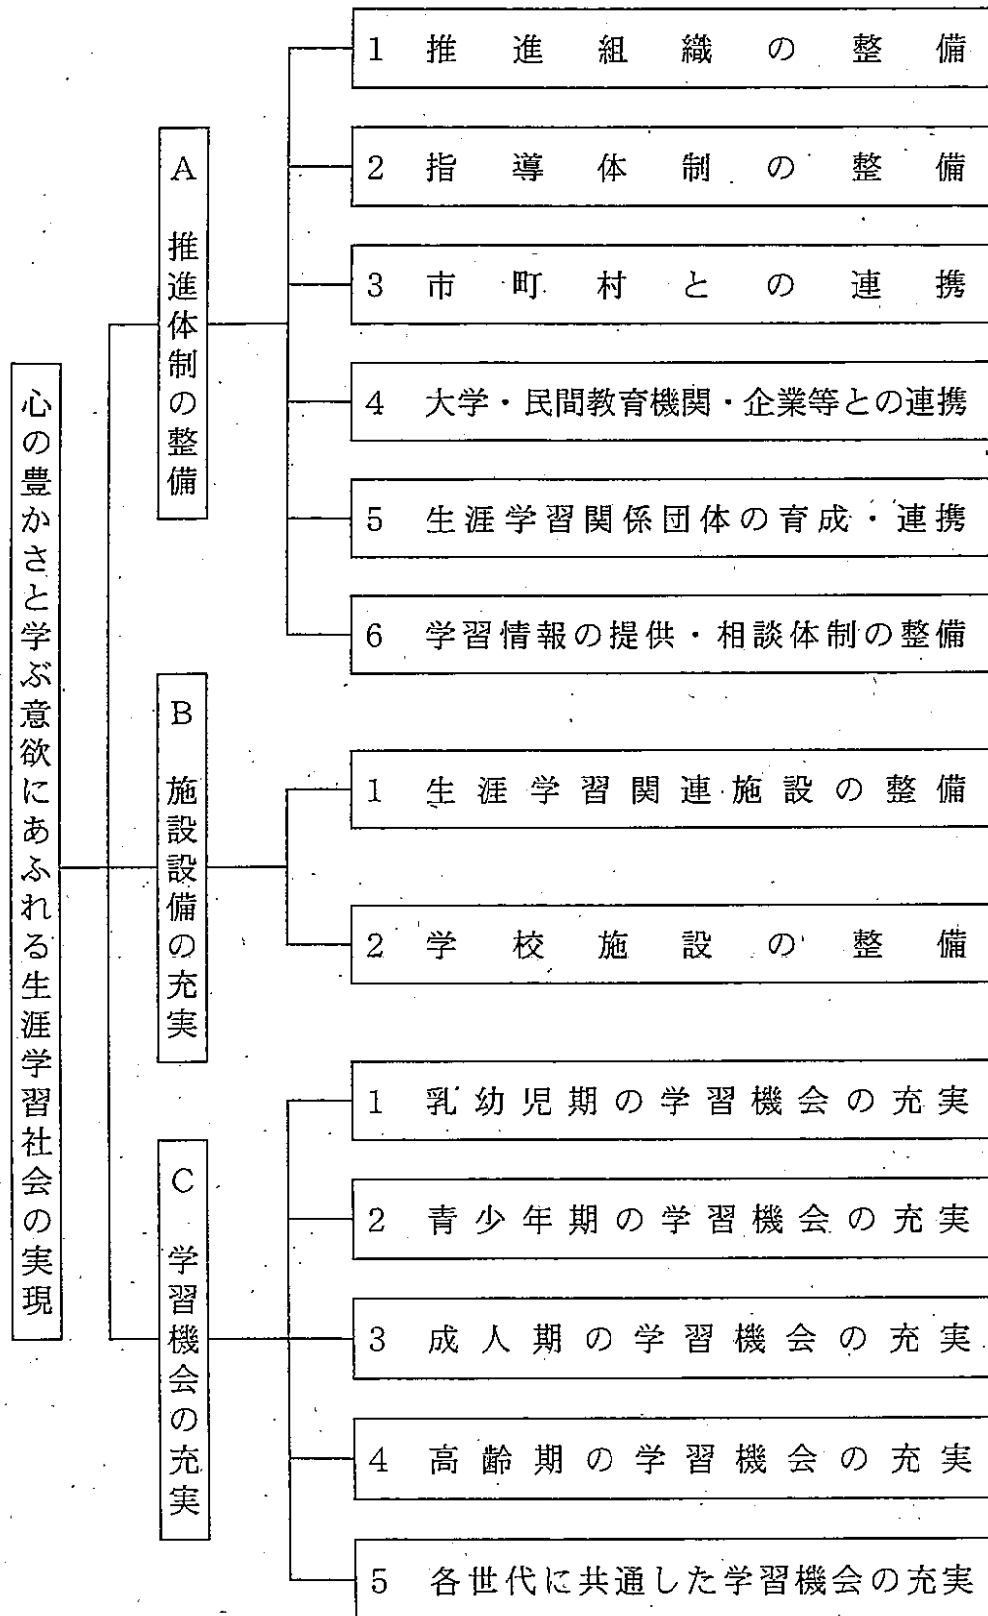 心の豊かさと学ぶ意欲にあふれる生涯学習社会の実現
A 推進体制の整備
1 推進組織の整備
2 指導体制の整備
3 市町村との連携
4 大学・民間教育機関・企業等との連携
5 生涯学習関係団体の育成・連携
6 学習情報の提供・相談体制の整備
B 施設設備の充実
1 生涯学習関連施設の整備
2 学校施設の整備
C 学習機会の充実
1 乳幼児期の学習機会の充実
2 青少年期の学習機会の充実
3 成人期の学習機会の充実
4 高齢期の学習機会の充実
5 各世代に共通した学習機会の充実